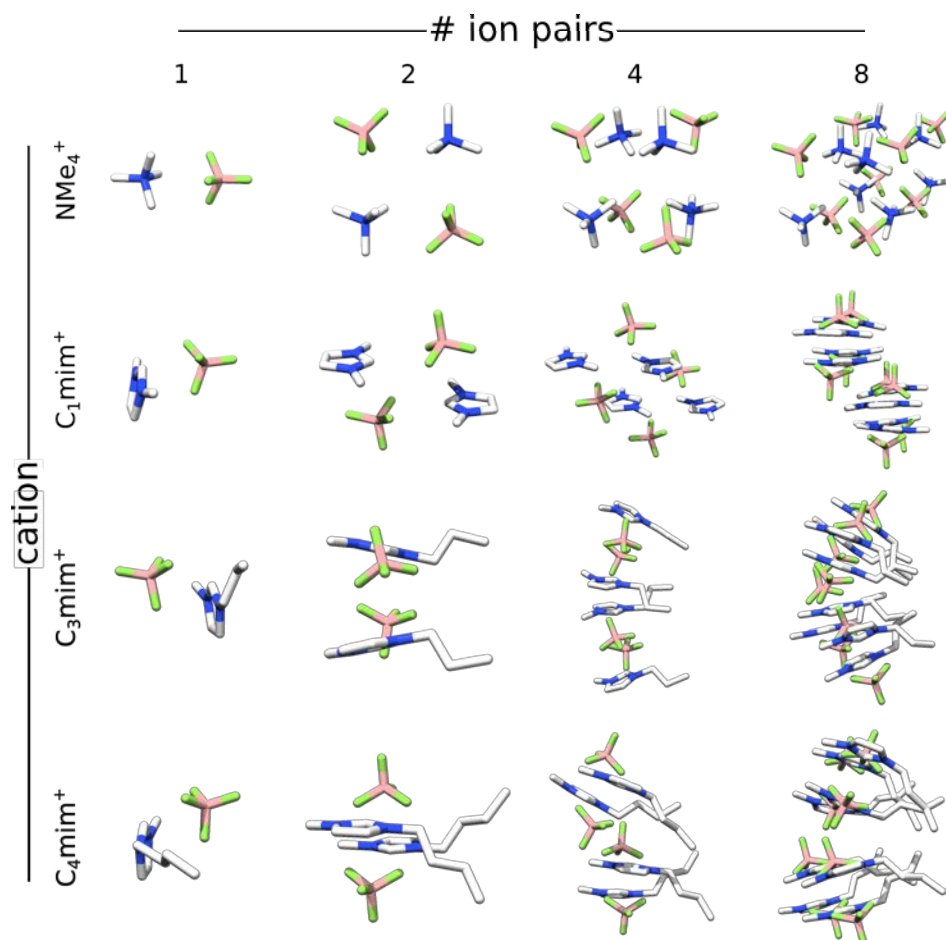 # ion pairs
1 2 4 8
cation
NMe₄⁺
C₁mim⁺
C₃mim⁺
C₄mim⁺